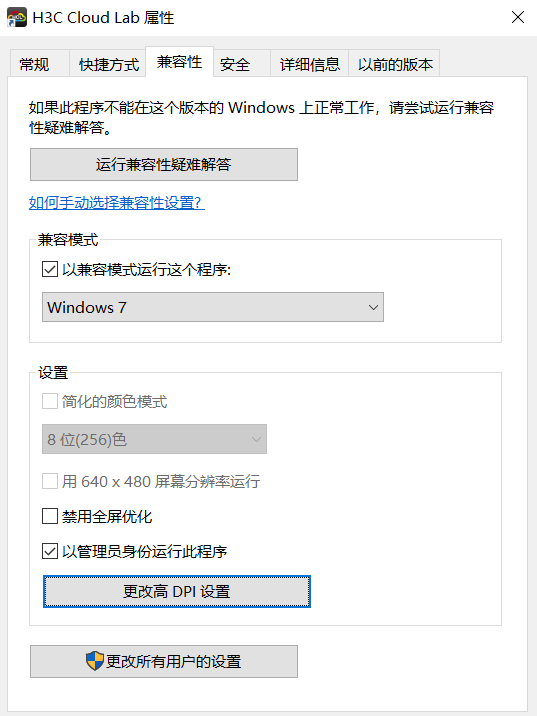 H3C Cloud Lab 属性
常规 快捷方式 兼容性 安全 详细信息 以前的版本
如果此程序不能在这个版本的 Windows 上正常工作，请尝试运行兼容
性疑难解答。
运行兼容性疑难解答
如何手动选择兼容性设置?
兼容模式
以兼容模式运行这个程序:
Windows 7
设置
简化的颜色模式
8 位(256)色
用 640 x 480 屏幕分辨率运行
禁用全屏优化
以管理员身份运行此程序
更改高 DPI 设置
更改所有用户的设置